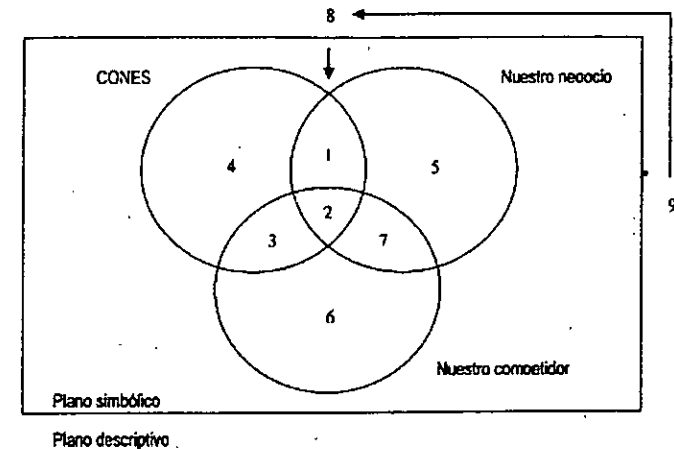 8
CONES
Nuestro negocio
4
1
5
9
2
3
7
6
Nuestro competidor
Plano simbólico
Plano descriptivo